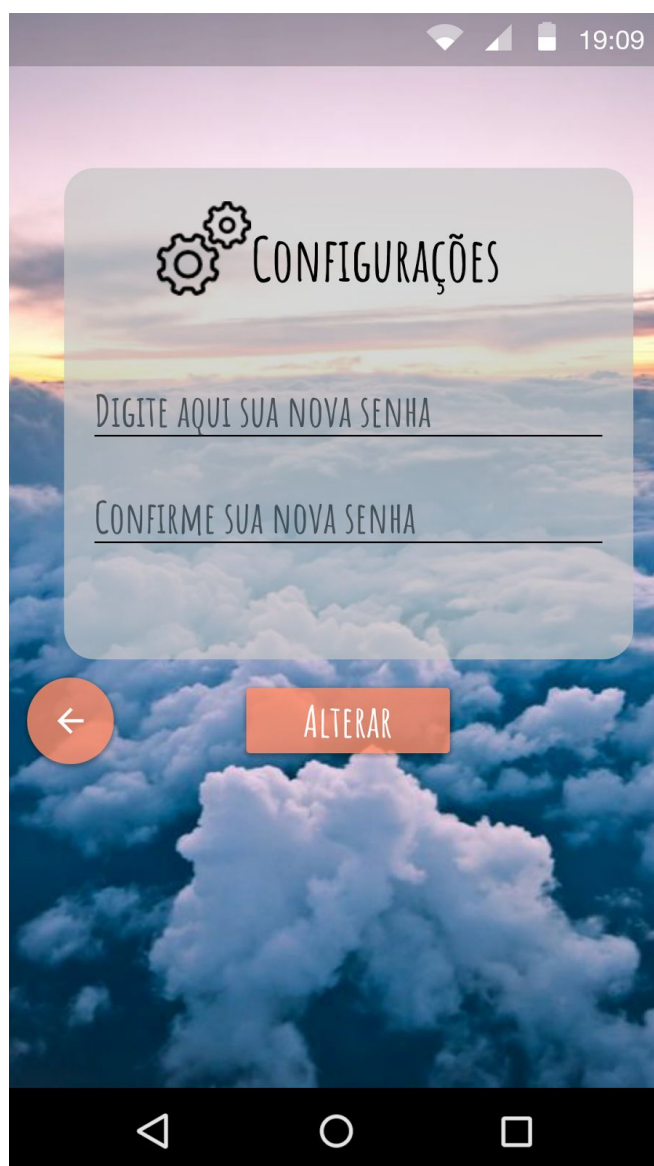 19:09
Configurações
Digite aqui sua nova senha
Confirme sua nova senha
Alterar